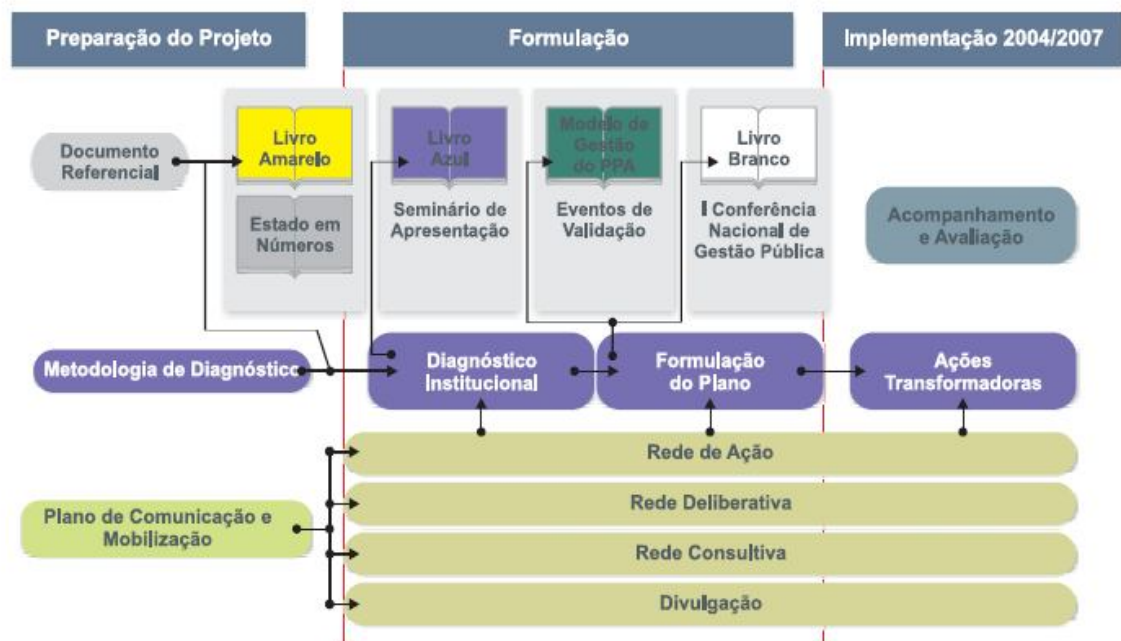 Preparação do Projeto
Formulação
Implementação 2004/2007
Documento
Referencial
Livro
Amarelo
Estado em
Números
Livro
Azul
Seminário de
Apresentação
Modelo de
Gestão
do PPA
Eventos de
Validação
Livro
Branco
I Conferência
Nacional de
Gestão Pública
Acompanhamento
e Avaliação
Metodologia de Diagnóstico
Diagnóstico
Institucional
Formulação
do Plano
Ações
Transformadoras
Plano de Comunicação e
Mobilização
Rede de Ação
Rede Deliberativa
Rede Consultiva
Divulgação